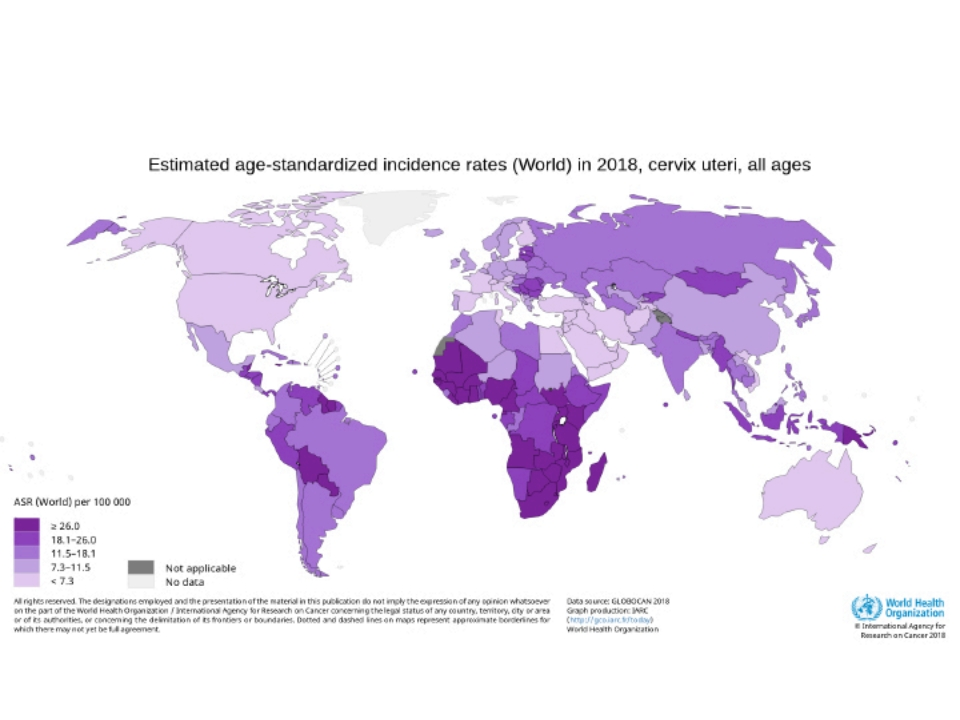 Estimated age-standardized incidence rates (World) in 2018, cervix uteri, all ages
ASR (World) per 100 000
≥ 26.0
18.1–26.0
11.5–18.1
7.3–11.5
< 7.3
Not applicable
No data
All rights reserved. The designations employed and the presentation of the material in this publication do not imply the expression of any opinion whatsoever
on the part of the World Health Organization / International Agency for Research on Cancer concerning the legal status of any country, territory, city or area
or of its authorities, or concerning the delimitation of its frontiers or boundaries. Dotted and dashed lines on maps represent approximate borderlines for
which there may not yet be full agreement.
Data source: GLOBOCAN 2018
Graph production: IARC
(http://gco.iarc.fr/today)
World Health Organization
World Health
Organization
© International Agency for
Research on Cancer 2018